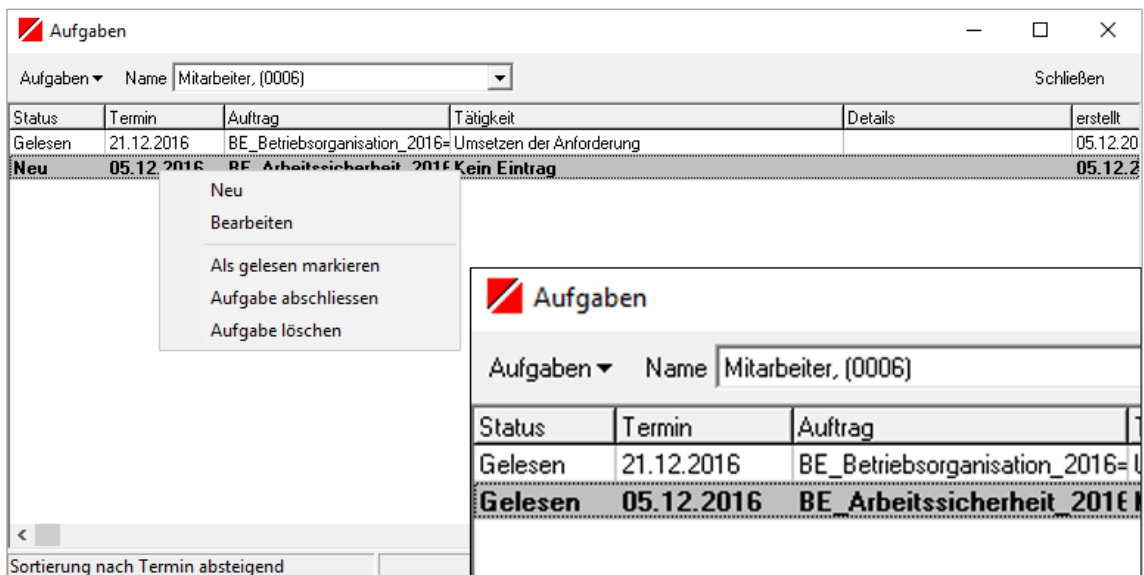 Aufgaben
Aufgaben Name Mitarbeiter, (0006) Schließen
Status Termin Auftrag Tätigkeit Details erstellt
Gelesen 21.12.2016 BE_Betriebsorganisation_2016= Umsetzen der Anforderung 05.12.20
Neu 05.12.2016 BE_Arbeitssicherheit_2016 Kein Eintrag 05.12.2
Neu
Bearbeiten
Als gelesen markieren
Aufgabe abschliessen
Aufgabe löschen
Aufgaben
Aufgaben Name Mitarbeiter, (0006)
Status Termin Auftrag
Gelesen 21.12.2016 BE_Betriebsorganisation_2016=
Gelesen 05.12.2016 BE_Arbeitssicherheit_2016
Sortierung nach Termin absteigend